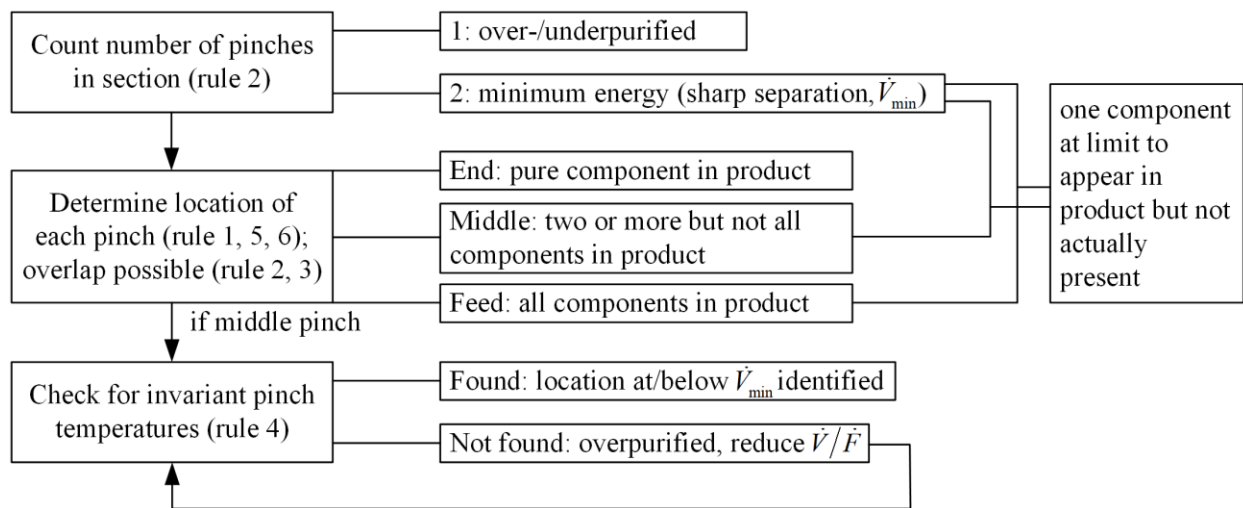 Count number of pinches
in section (rule 2)
1: over-/underpurified
2: minimum energy (sharp separation, V̇min)
one component
at limit to
appear in
product but not
actually
present
Determine location of
each pinch (rule 1, 5, 6);
overlap possible (rule 2, 3)
End: pure component in product
Middle: two or more but not all
components in product
Feed: all components in product
if middle pinch
Check for invariant pinch
temperatures (rule 4)
Found: location at/below V̇min identified
Not found: overpurified, reduce V̇/Ḟ